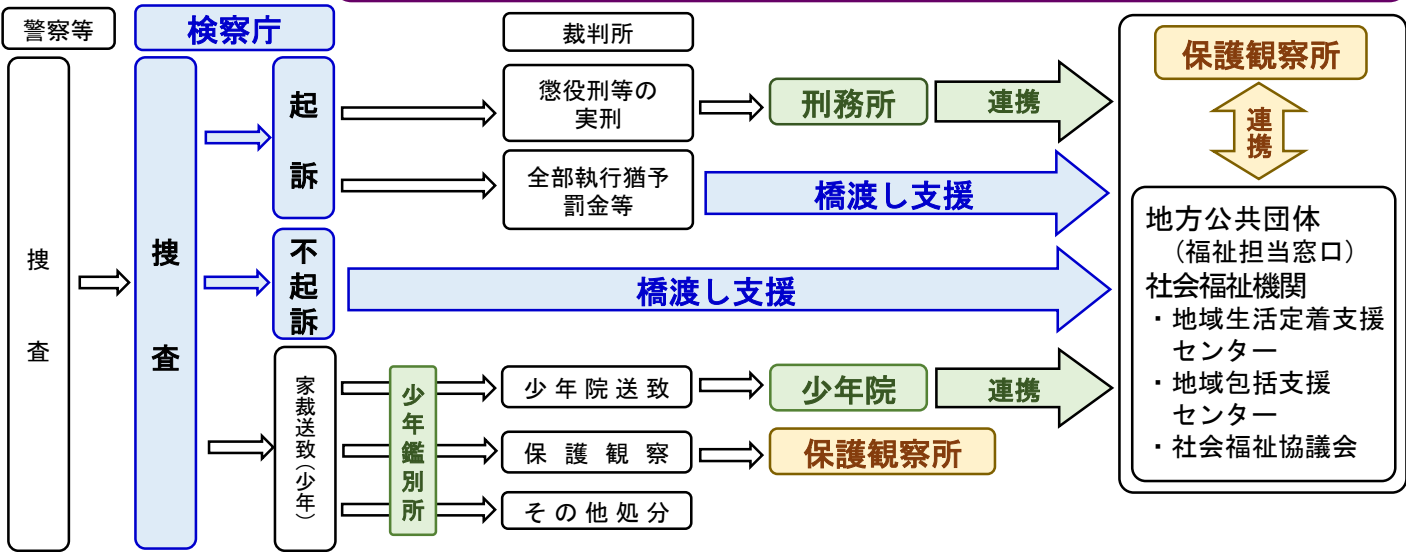 警察等
検察庁
裁判所
捜査
捜査
起訴
不起訴
家裁送致(少年)
懲役刑等の
実刑
刑務所
連携
全部執行猶予
罰金等
橋渡し支援
橋渡し支援
少年鑑別所
少年院送致
少年院
連携
保護観察
保護観察所
その他処分
保護観察所
連携
地方公共団体
（福祉担当窓口）
社会福祉機関
・地域生活定着支援
センター
・地域包括支援
センター
・社会福祉協議会